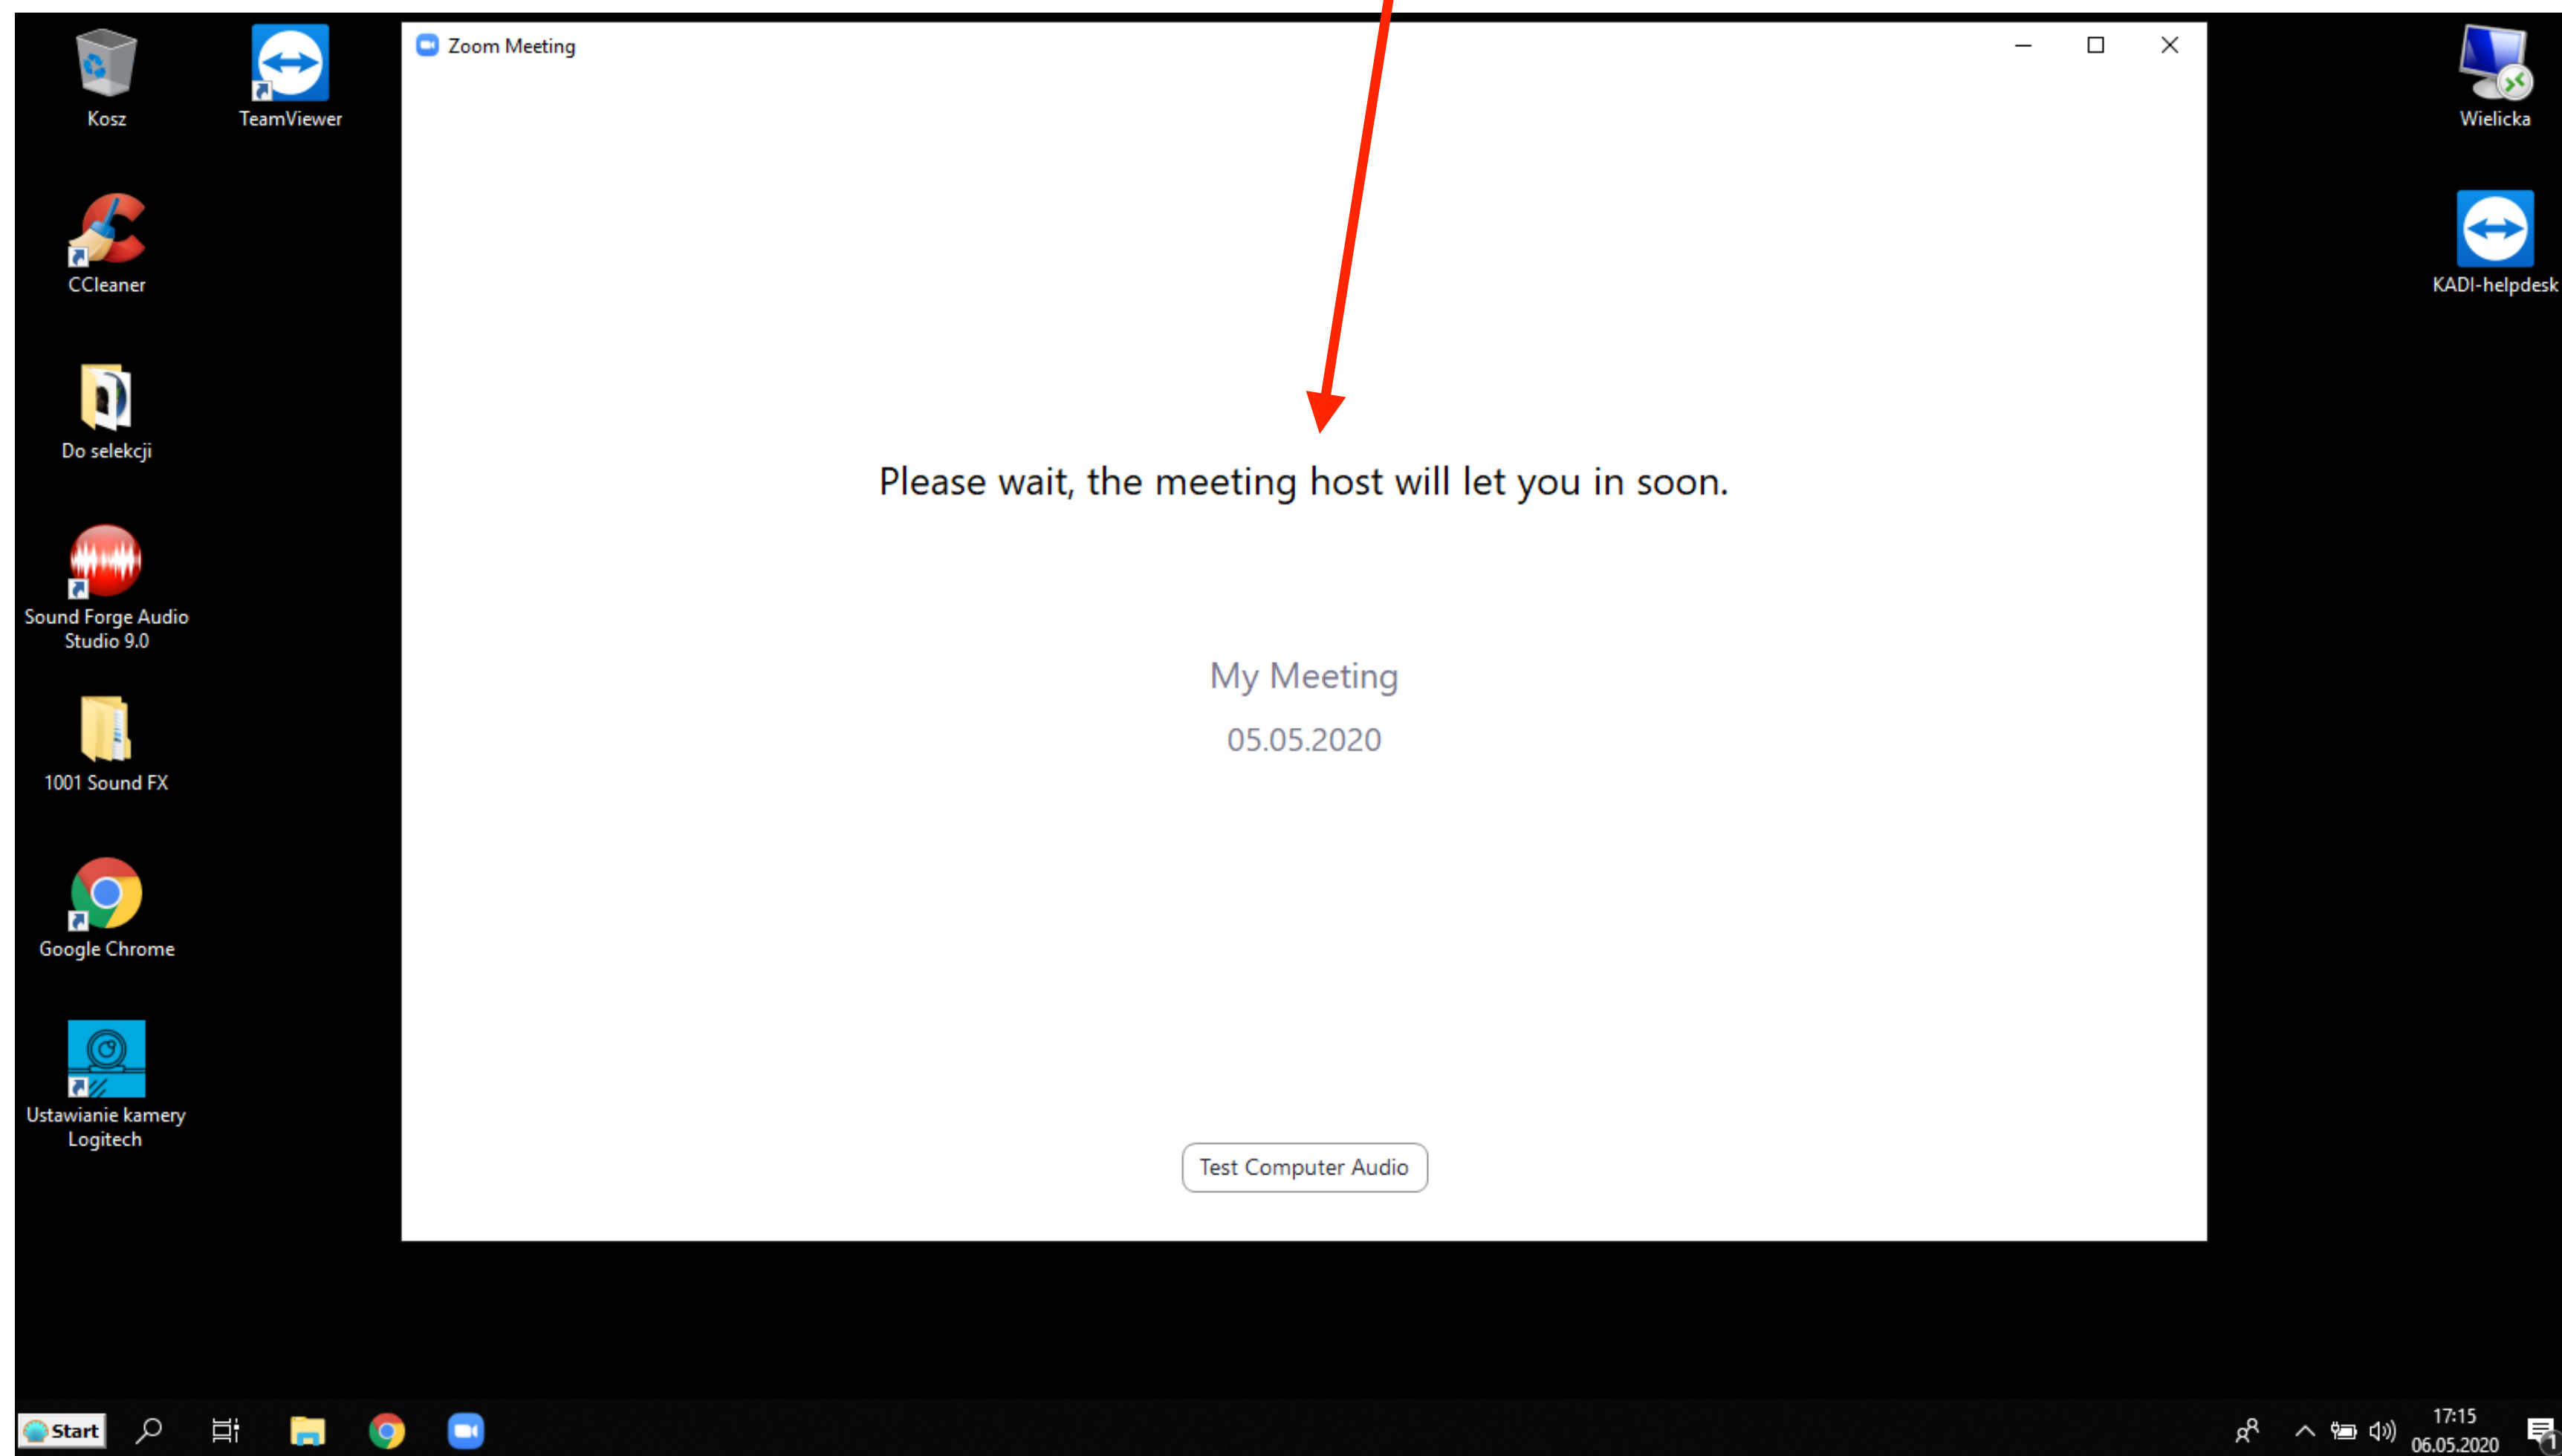 Zoom Meeting
Kosz
TeamViewer
Wielicka
CCleaner
KADI-helpdesk
Do selekcji
Please wait, the meeting host will let you in soon.
Sound Forge Audio
Studio 9.0
My Meeting
05.05.2020
1001 Sound FX
Google Chrome
Ustawianie kamery
Logitech
Test Computer Audio
Start
17:15
06.05.2020
1